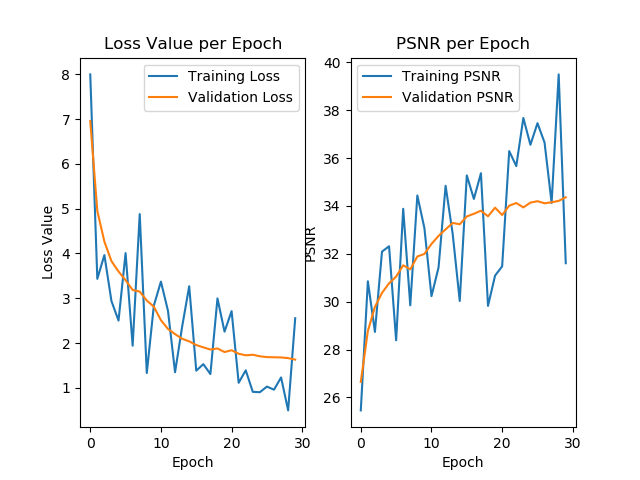 Loss Value per Epoch
Loss Value
8
7
6
5
4
3
2
1
Training Loss
Validation Loss
0 10 20 30
Epoch
PSNR per Epoch
PSNR
40
38
36
34
32
30
28
26
Training PSNR
Validation PSNR
0 10 20 30
Epoch